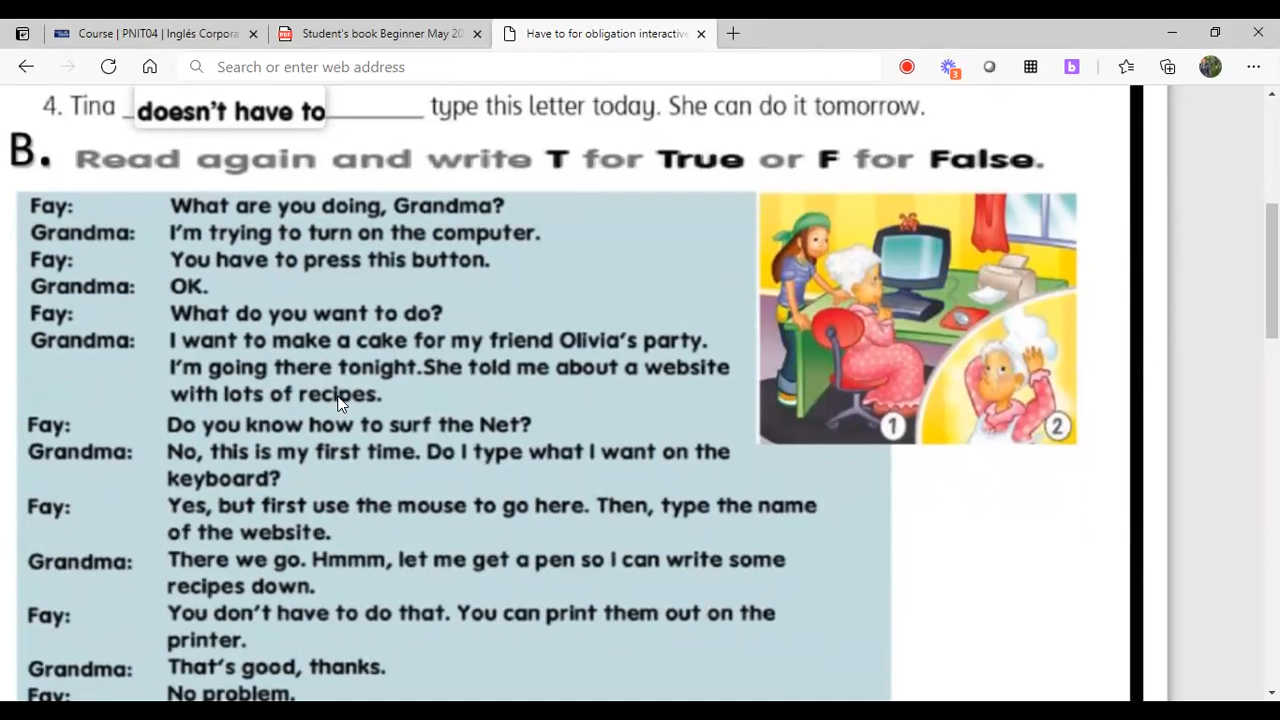 Course | PNIT04 | Inglés Corpora
Student's book Beginner May 20
Have to for obligation interactive
Search or enter web address
3
b
4. Tina _doesn't have to________ type this letter today. She can do it tomorrow.
B. Read again and write T for True or F for False.
Fay: What are you doing, Grandma?
Grandma: I'm trying to turn on the computer.
Fay: You have to press this button.
Grandma: OK.
Fay: What do you want to do?
Grandma: I want to make a cake for my friend Olivia's party.
I'm going there tonight.She told me about a website
with lots of recipes.
Fay: Do you know how to surf the Net?
Grandma: No, this is my first time. Do I type what I want on the
keyboard?
Fay: Yes, but first use the mouse to go here. Then, type the name
of the website.
Grandma: There we go. Hmmm, let me get a pen so I can write some
recipes down.
Fay: You don't have to do that. You can print them out on the
printer.
Grandma: That's good, thanks.
Fay: No problem.
1
2